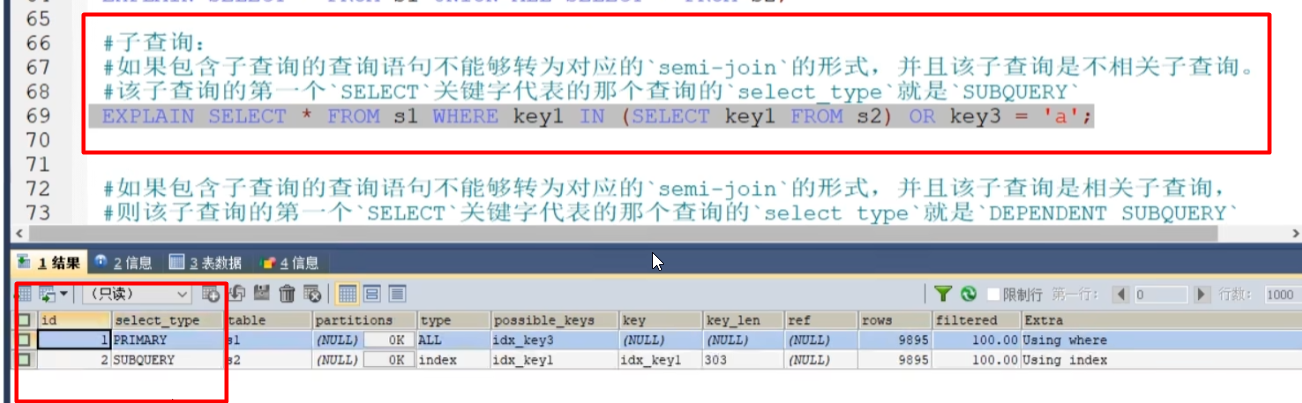 65
66 #子查询：
67 #如果包含子查询的查询语句不能够转为对应的`semi-join`的形式，并且该子查询是不相关子查询。
68 #该子查询的第一个`SELECT`关键字代表的那个查询的`select_type`就是`SUBQUERY`
69 EXPLAIN SELECT * FROM s1 WHERE key1 IN (SELECT key1 FROM s2) OR key3 = 'a';
70
71
72 #如果包含子查询的查询语句不能够转为对应的`semi-join`的形式，并且该子查询是相关子查询，
73 #则该子查询的第一个`SELECT`关键字代表的那个查询的`select_type`就是`DEPENDENT SUBQUERY`
1 结果 2 信息 3 表数据 4 信息
（只读） 限制行 第一行： 0 行数： 1000
id select_type table partitions type possible_keys key key_len ref rows filtered Extra
1 PRIMARY s1 (NULL) 0K ALL idx_key3 (NULL) (NULL) (NULL) 9895 100.00 Using where
2 SUBQUERY s2 (NULL) 0K index idx_key1 idx_key1 303 (NULL) 9895 100.00 Using index